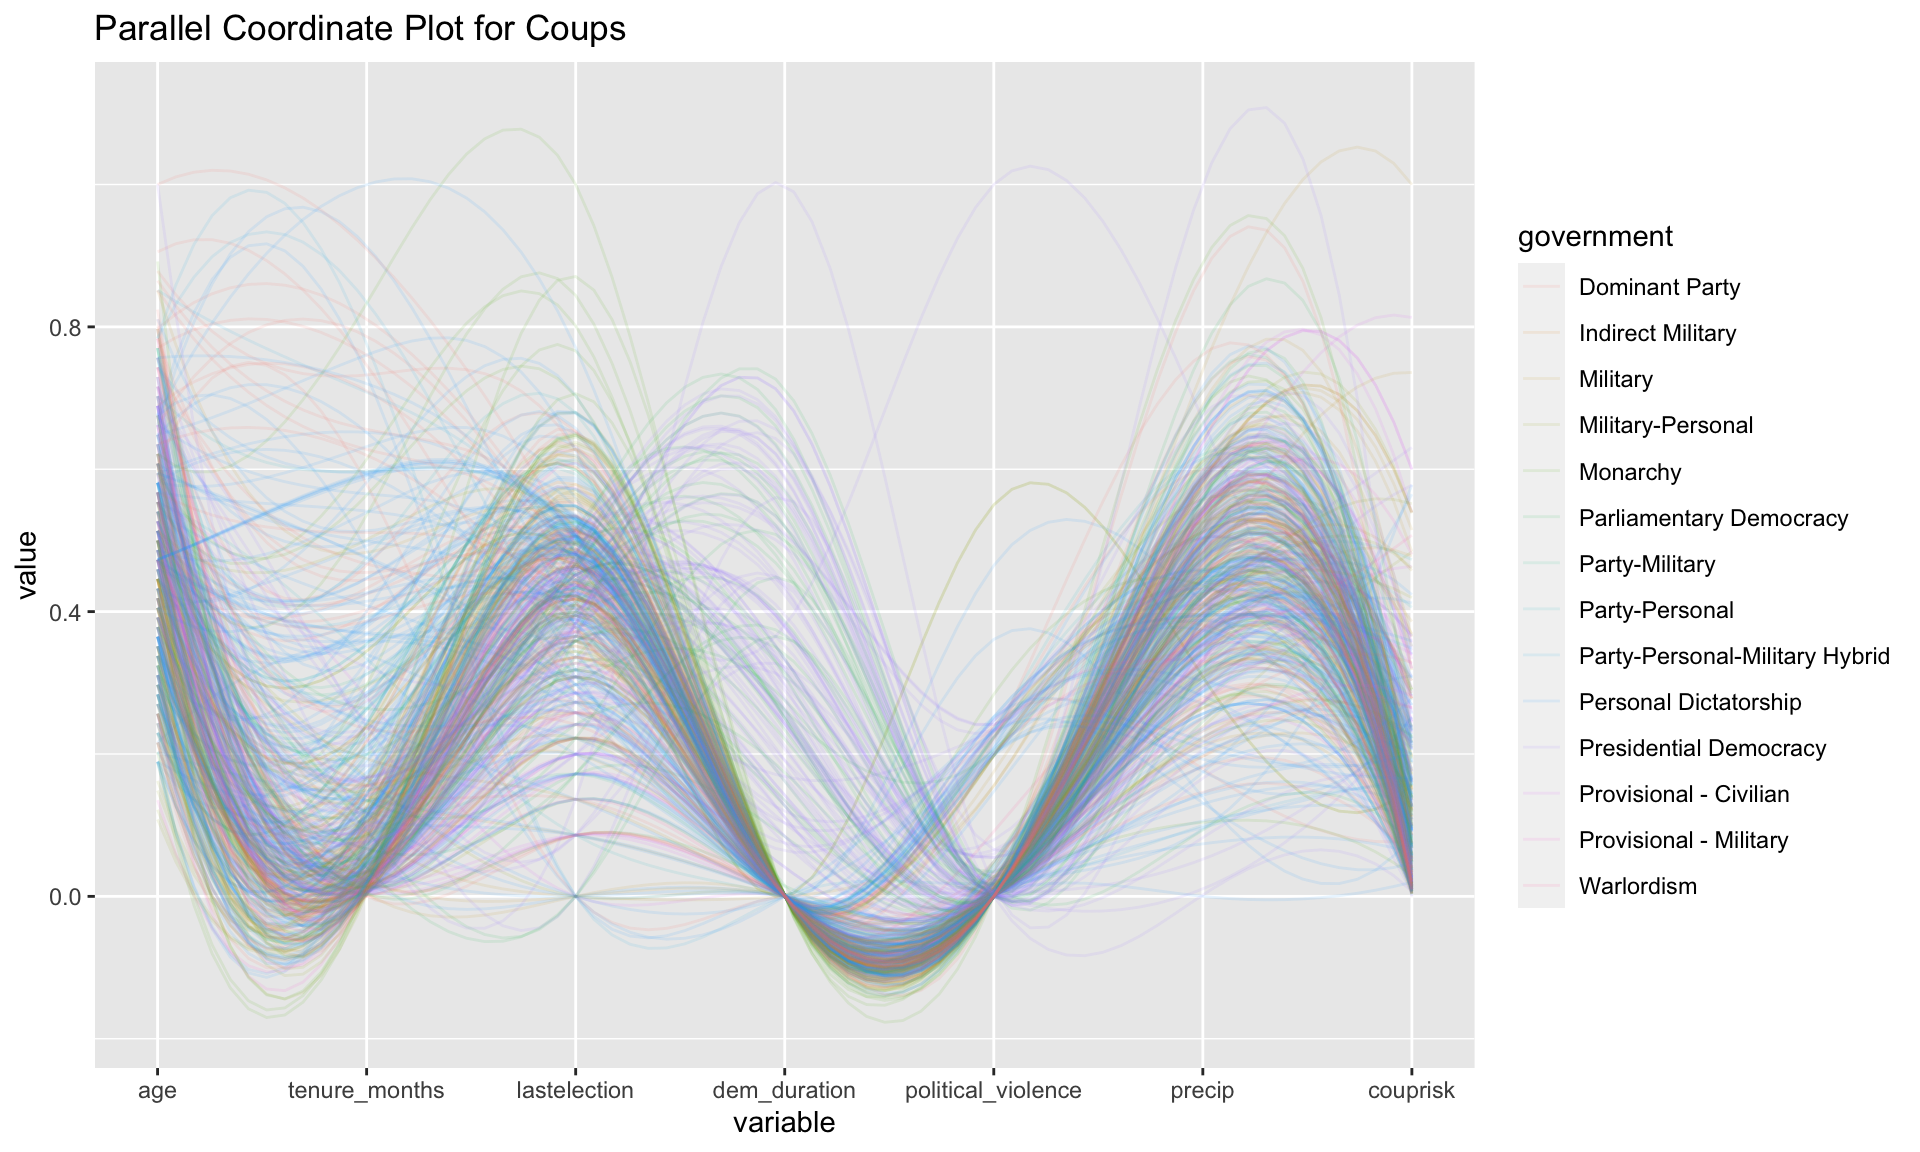 Parallel Coordinate Plot for Coups
value
0.8
0.4
0.0
age
tenure_months
lastelection
dem_duration
political_violence
precip
couprisk
variable
government
Dominant Party
Indirect Military
Military
Military-Personal
Monarchy
Parliamentary Democracy
Party-Military
Party-Personal
Party-Personal-Military Hybrid
Personal Dictatorship
Presidential Democracy
Provisional - Civilian
Provisional - Military
Warlordism